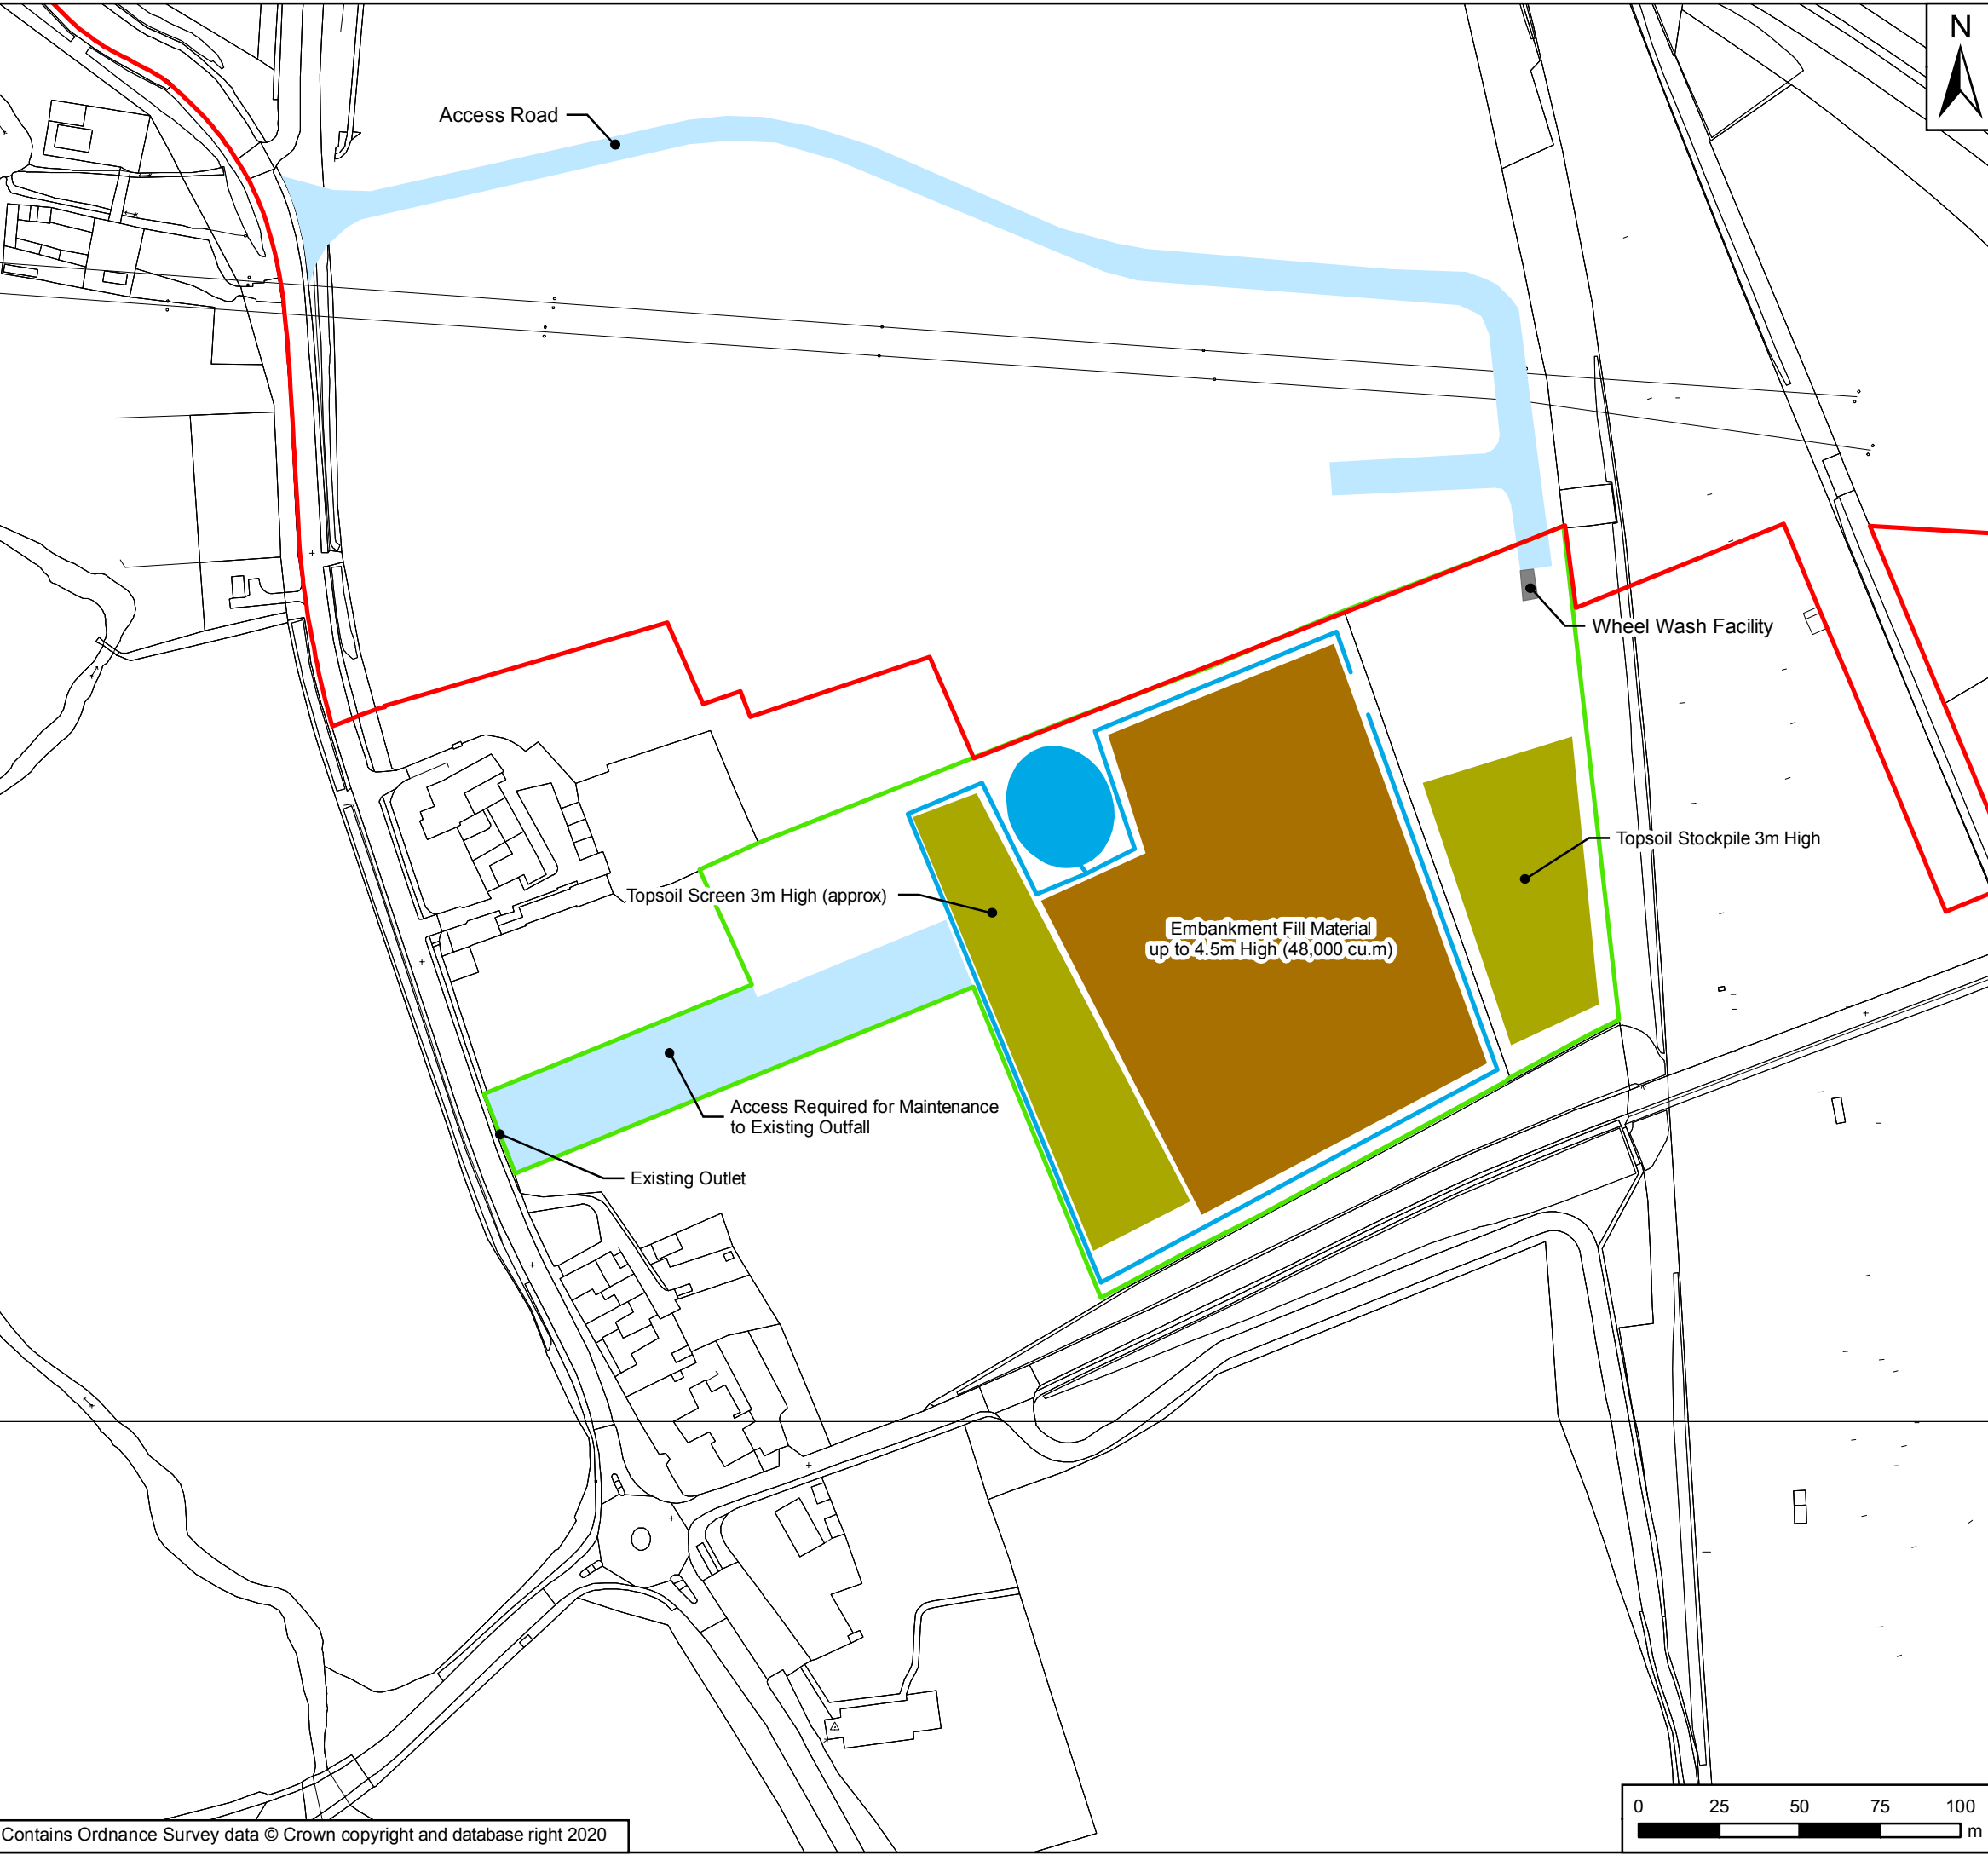 N
Access Road
Wheel Wash Facility
Topsoil Stockpile 3m High
Topsoil Screen 3m High (approx)
Embankment Fill Material
up to 4.5m High (48,000 cu.m)
Access Required for Maintenance
to Existing Outfall
Existing Outlet
0 25 50 75 100
m
Contains Ordnance Survey data © Crown copyright and database right 2020